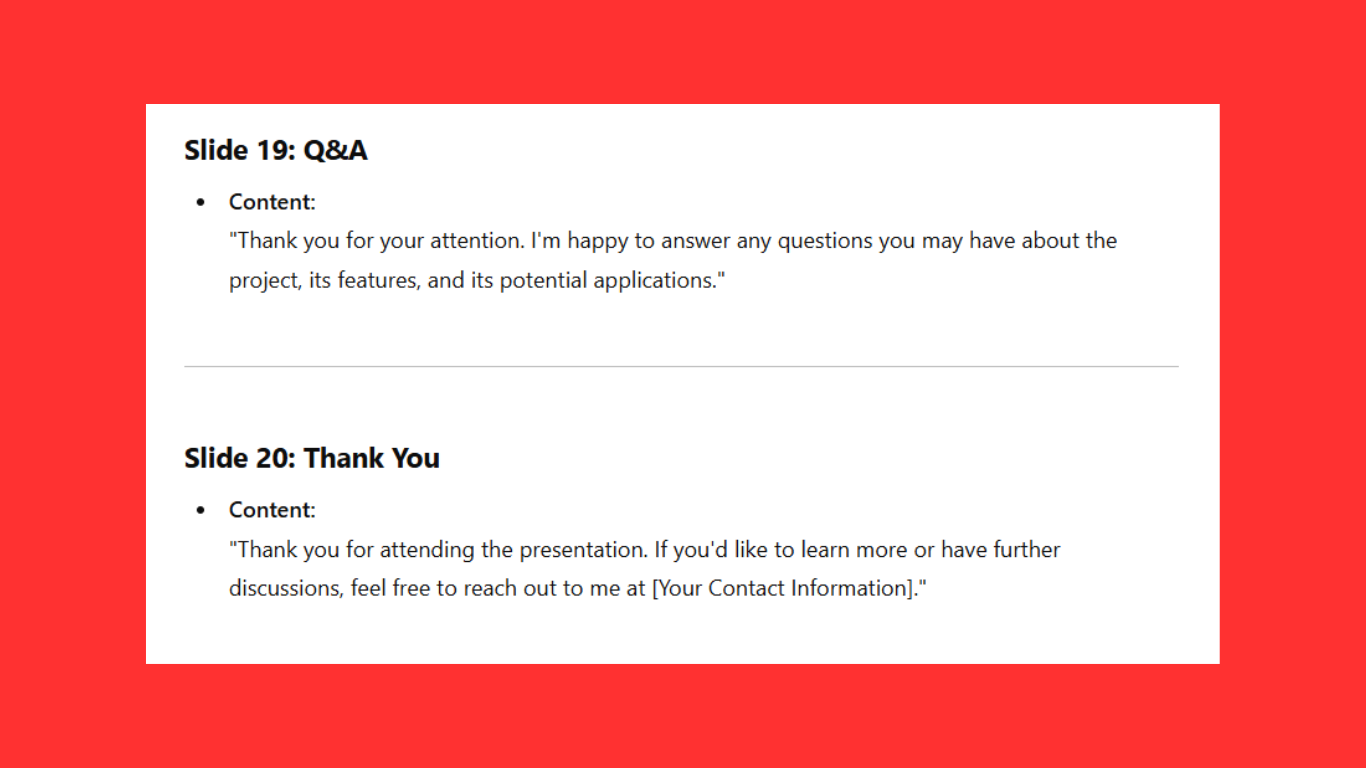 Slide 19: Q&A
• Content:
"Thank you for your attention. I'm happy to answer any questions you may have about the
project, its features, and its potential applications."
Slide 20: Thank You
• Content:
"Thank you for attending the presentation. If you'd like to learn more or have further
discussions, feel free to reach out to me at [Your Contact Information]."